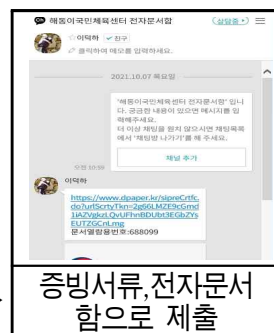 해동이국민체육센터 전자문서함
상담중
이덕하
친구
클릭하여 메모를 입력하세요.
2021.10.07 목요일
'해동이국민체육센터 전자문서함' 입니
다. 궁금한 내용이 있으면 메시지를 입
력해주세요.
더 이상 채팅을 원치 않으시면 채팅목록
에서 '채팅방 나가기'를 해 주세요.
채널 추가
오전 10:59
이덕하
https://www.dpaper.kr/sipreCrtfc.
do?urlScrtyTkn=2g66LMZE9cGmd
1iAZVgkzLQvUFhnBDUbt3EGbZYs
EUTZGCnLmg
문서열람용
번호:688099
증빙서류,전자문서
함으로 제출